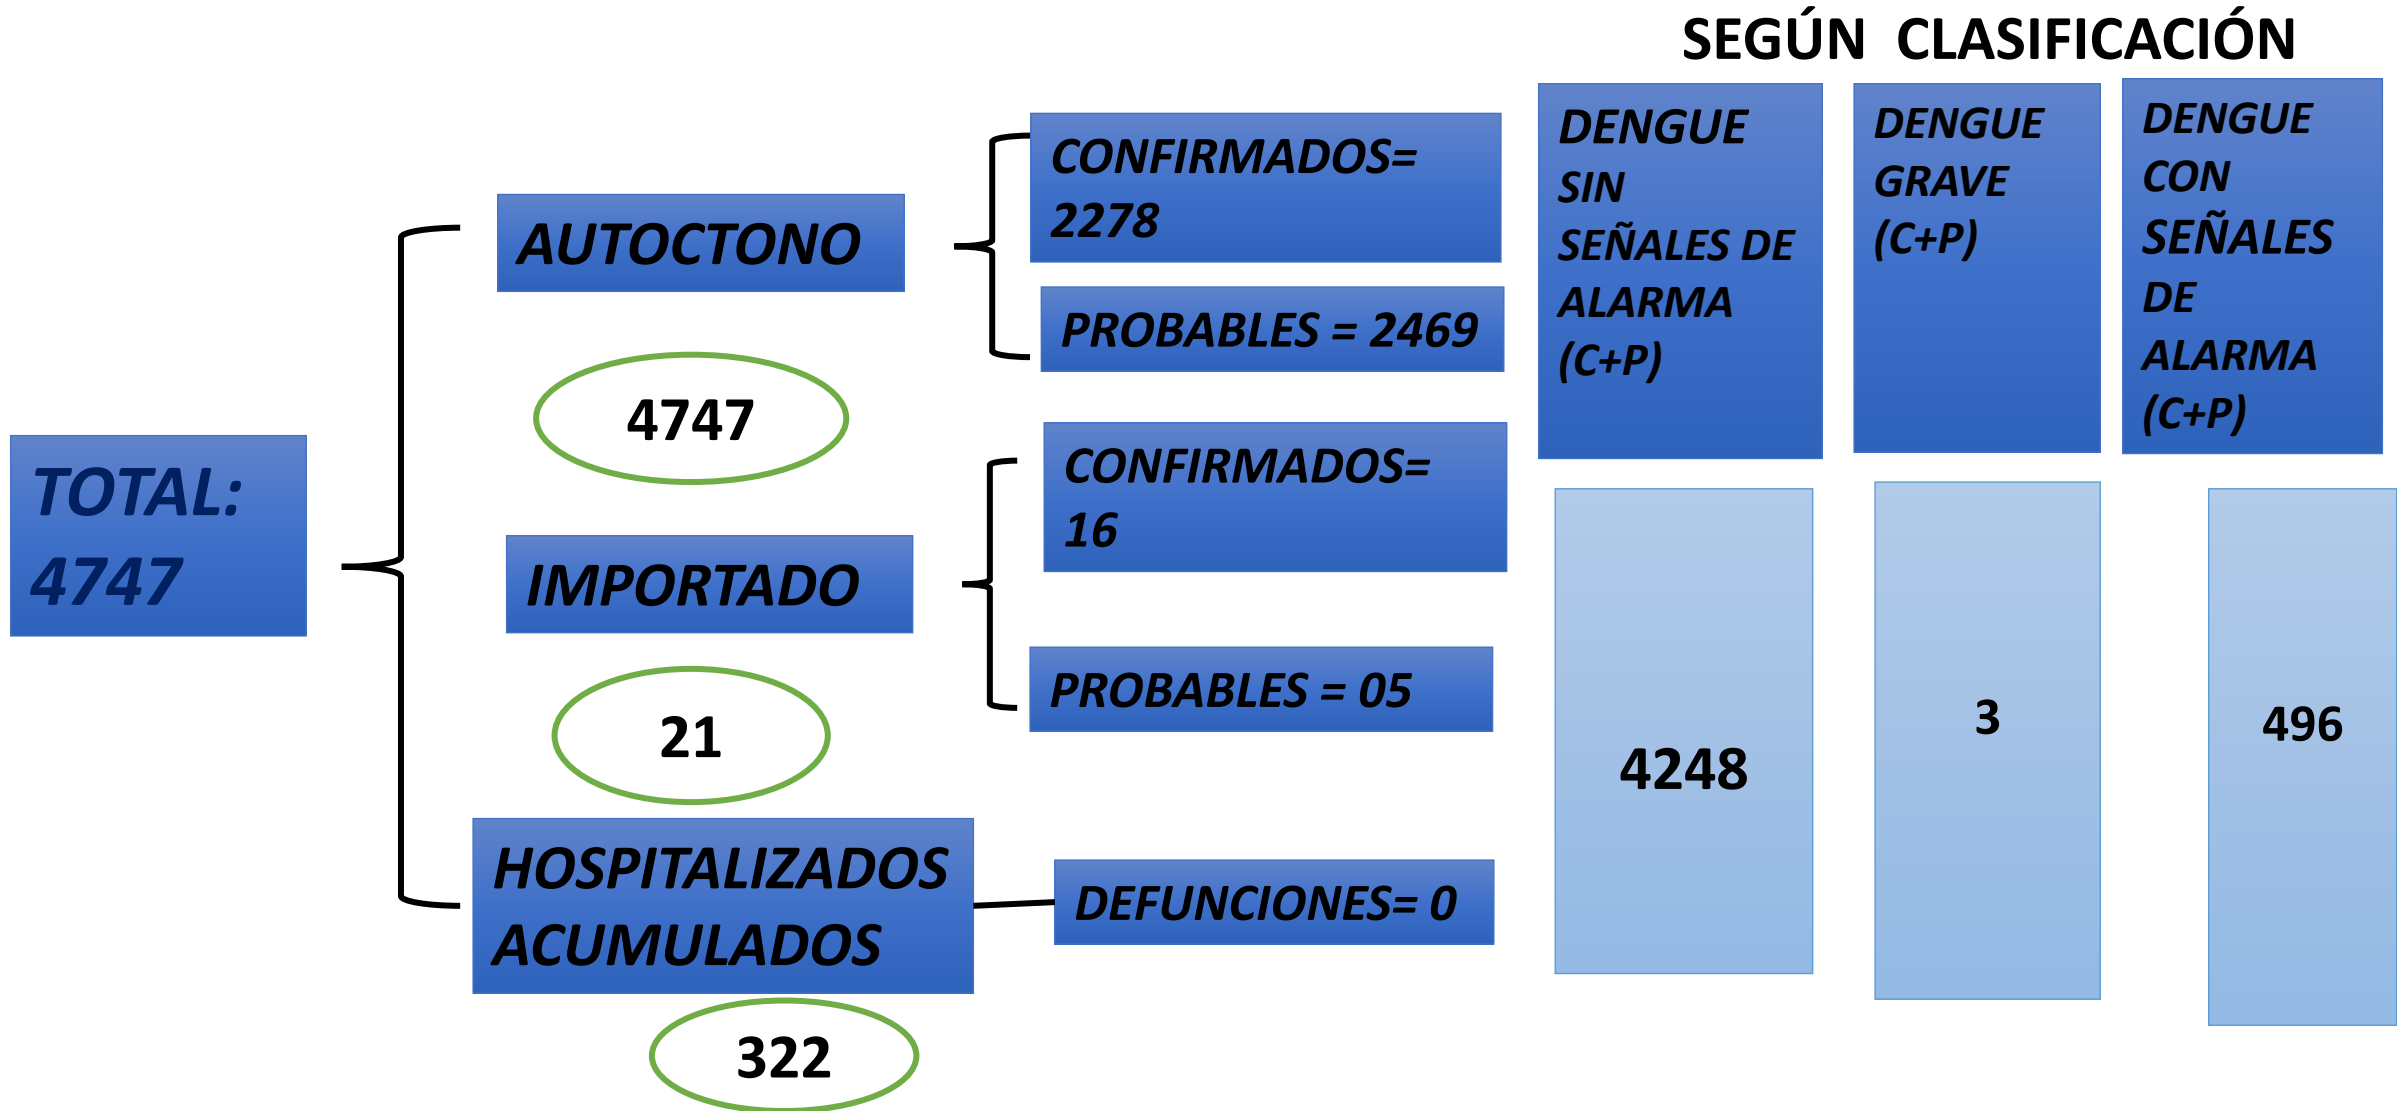 SEGÚN CLASIFICACIÓN
TOTAL:
4747
AUTOCTONO
4747
CONFIRMADOS=
2278
PROBABLES = 2469
IMPORTADO
21
CONFIRMADOS=
16
PROBABLES = 05
HOSPITALIZADOS
ACUMULADOS
322
DEFUNCIONES= 0
DENGUE
SIN
SEÑALES DE
ALARMA
(C+P)
4248
DENGUE
GRAVE
(C+P)
3
DENGUE
CON
SEÑALES
DE
ALARMA
(C+P)
496